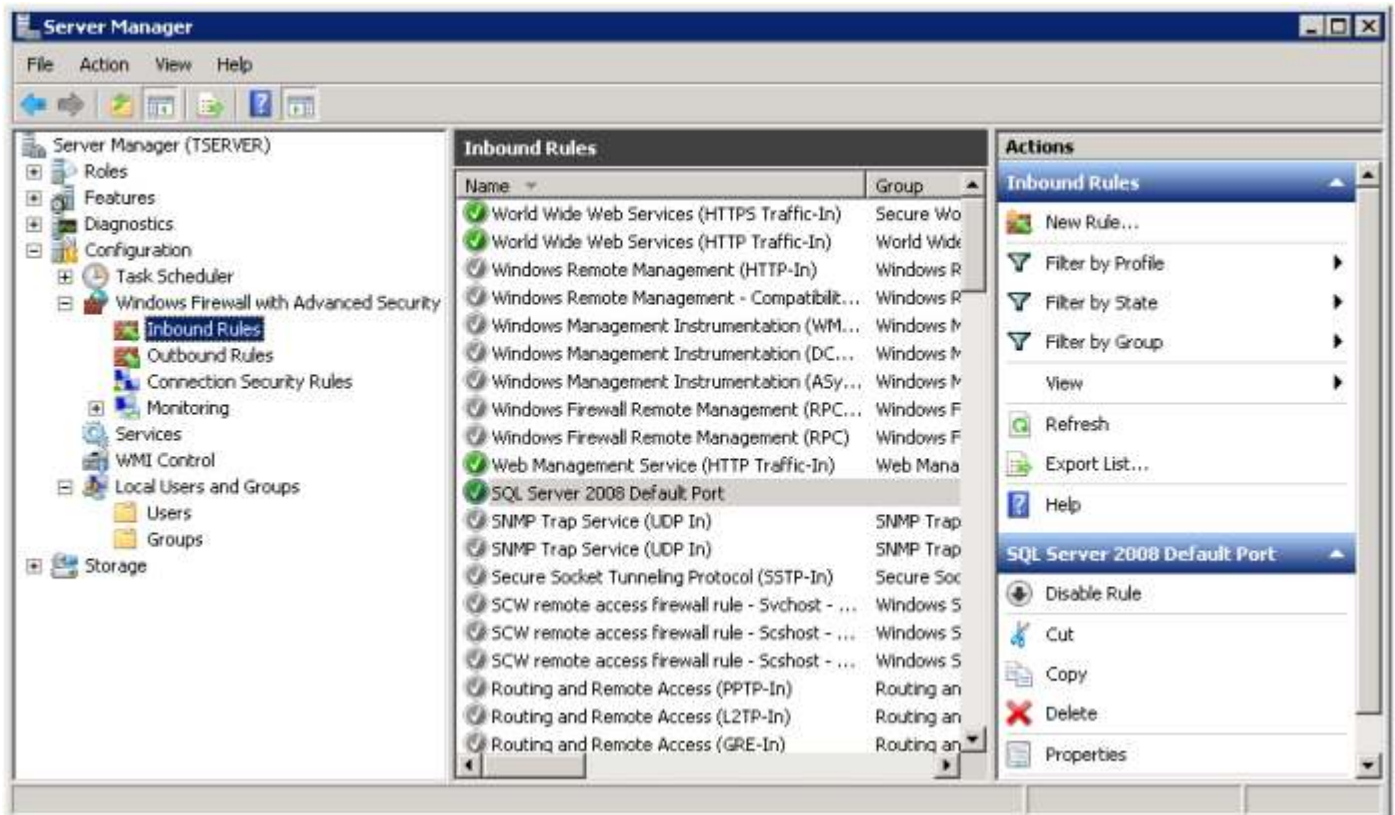 Server Manager
File Action View Help
Server Manager (TSERVER)
Roles
Features
Diagnostics
Configuration
Task Scheduler
Windows Firewall with Advanced Security
Inbound Rules
Outbound Rules
Connection Security Rules
Monitoring
Services
WMI Control
Local Users and Groups
Users
Groups
Storage
Inbound Rules
Name Group
World Wide Web Services (HTTPS Traffic-In) Secure Wo
World Wide Web Services (HTTP Traffic-In) World Wide
Windows Remote Management (HTTP-In) Windows R
Windows Remote Management - Compatibilit... Windows R
Windows Management Instrumentation (WM... Windows M
Windows Management Instrumentation (DC... Windows M
Windows Management Instrumentation (ASy... Windows M
Windows Firewall Remote Management (RPC... Windows F
Windows Firewall Remote Management (RPC) Windows F
Web Management Service (HTTP Traffic-In) Web Mana
SQL Server 2008 Default Port
SNMP Trap Service (UDP In) SNMP Trap
SNMP Trap Service (UDP In) SNMP Trap
Secure Socket Tunneling Protocol (SSTP-In) Secure Soc
SCW remote access firewall rule - Svchost - ... Windows S
SCW remote access firewall rule - Scshost - ... Windows S
SCW remote access firewall rule - Scshost - ... Windows S
Routing and Remote Access (PPTP-In) Routing an
Routing and Remote Access (L2TP-In) Routing an
Routing and Remote Access (GRE-In) Routing an
Actions
Inbound Rules
New Rule...
Filter by Profile
Filter by State
Filter by Group
View
Refresh
Export List...
Help
SQL Server 2008 Default Port
Disable Rule
Cut
Copy
Delete
Properties